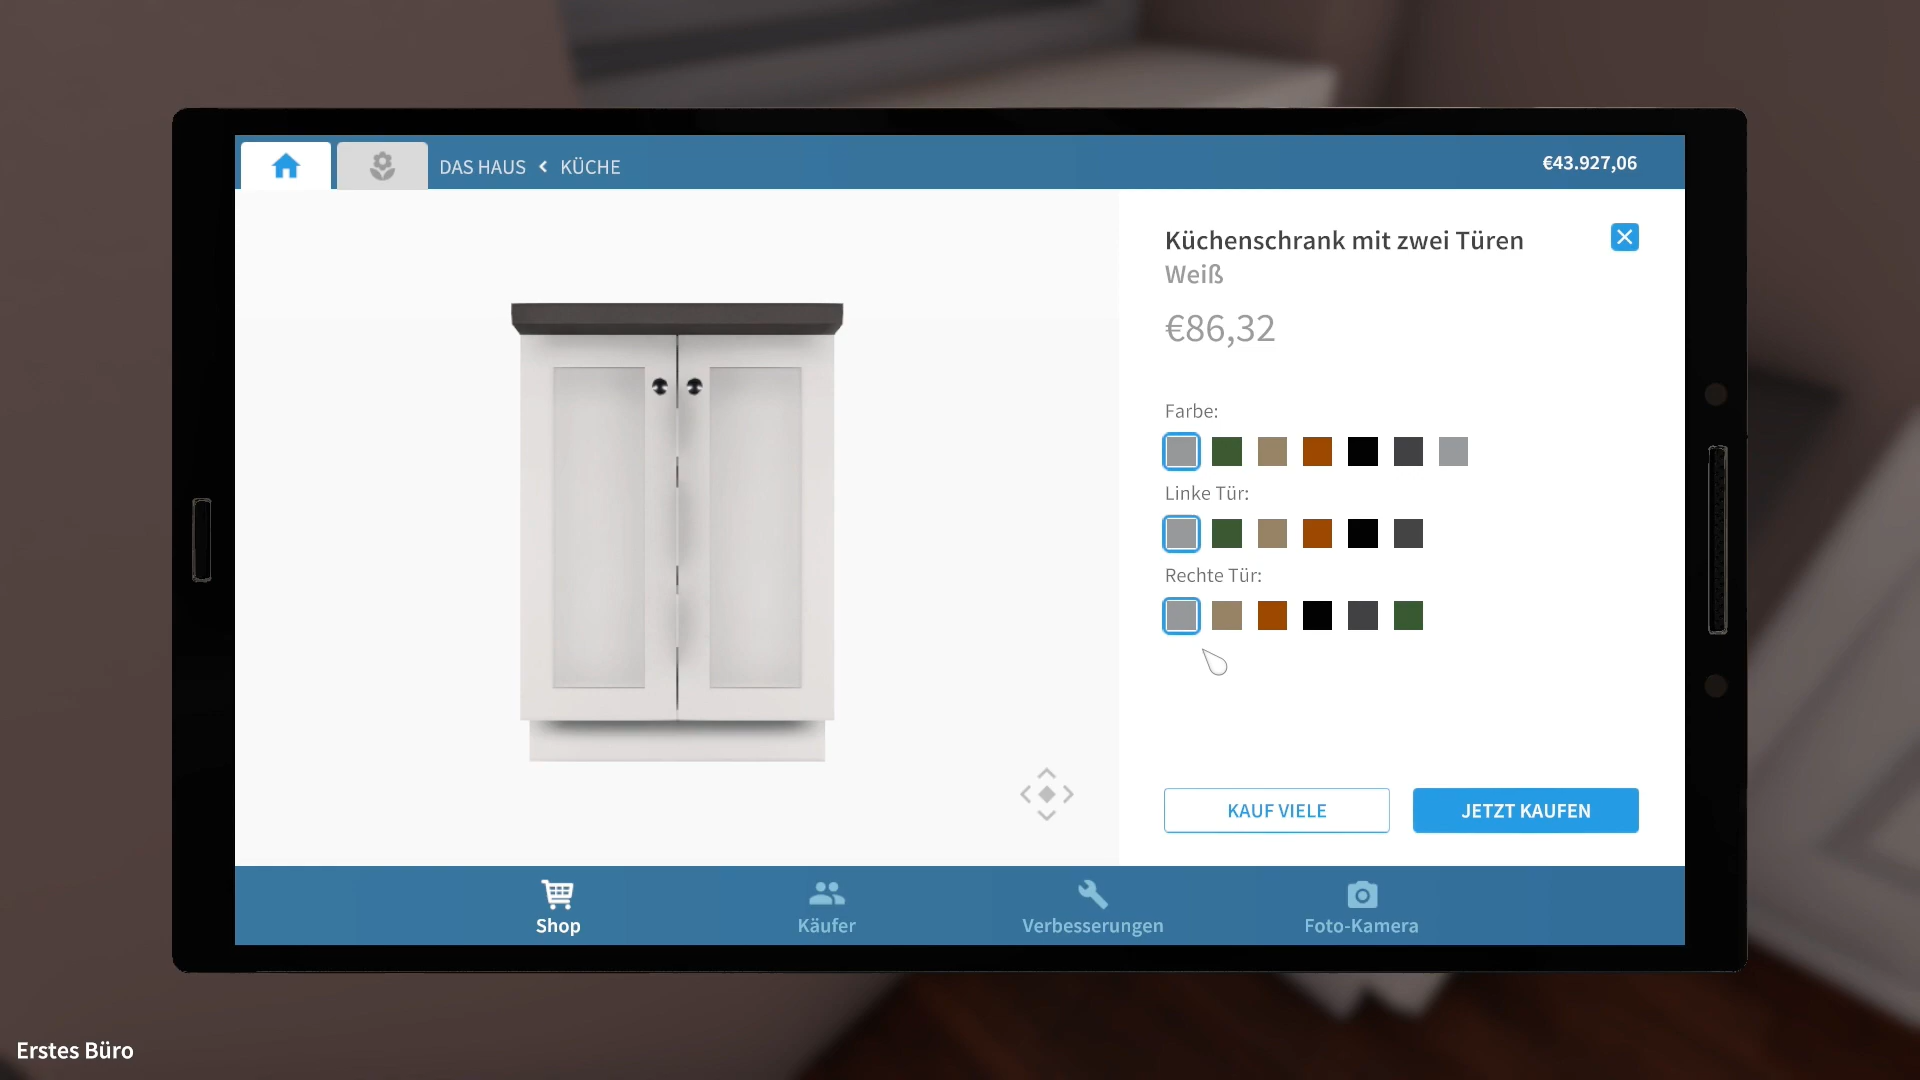 DAS HAUS < KÜCHE
€43.927,06
Küchenschrank mit zwei Türen
Weiß
€86,32
Farbe:
Linke Tür:
Rechte Tür:
KAUF VIELE
JETZT KAUFEN
Shop
Käufer
Verbesserungen
Foto-Kamera
Erstes Büro